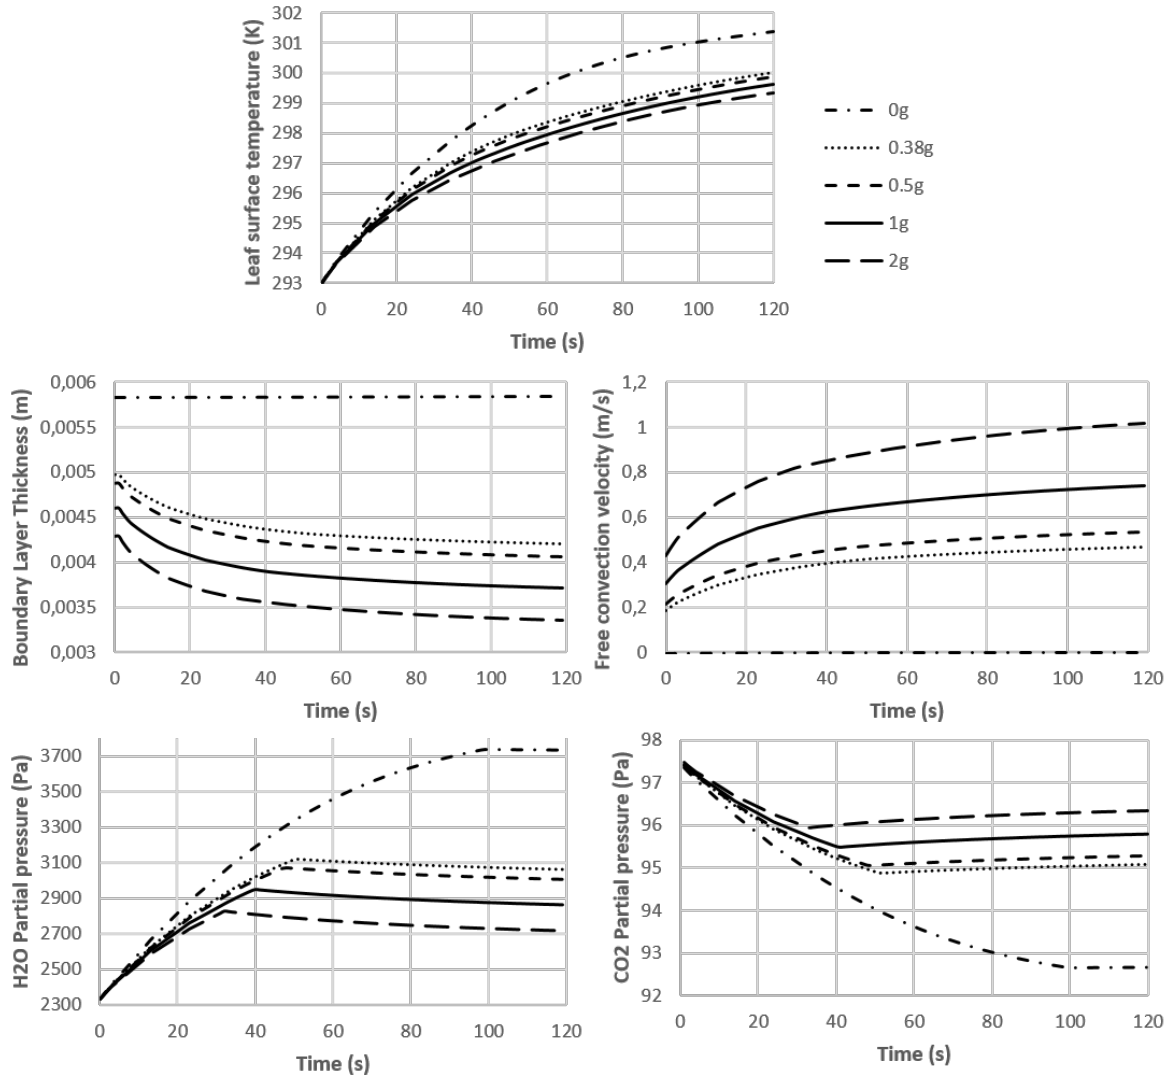 Leaf surface temperature (K)
302
301
300
299
298
297
296
295
294
293
0 20 40 60 80 100 120
Time (s)
0g
0.38g
0.5g
1g
2g
Boundary Layer Thickness (m)
0,006
0,0055
0,005
0,0045
0,004
0,0035
0,003
0 20 40 60 80 100 120
Time (s)
Free convection velocity (m/s)
1,2
1
0,8
0,6
0,4
0,2
0
0 20 40 60 80 100 120
Time (s)
H2O Partial pressure (Pa)
3700
3500
3300
3100
2900
2700
2500
2300
0 20 40 60 80 100 120
Time (s)
CO2 Partial pressure (Pa)
98
97
96
95
94
93
92
0 20 40 60 80 100 120
Time (s)